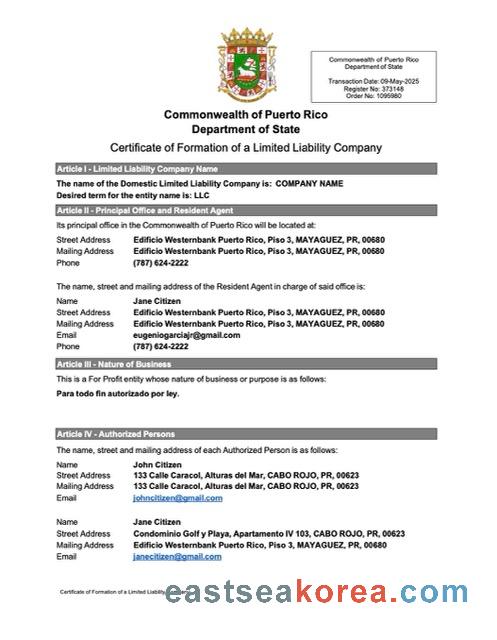 Commonwealth of Puerto Rico
Department of State
Transaction Date: 09-May-2025
Register No: 373148
Order No: 1095980
Commonwealth of Puerto Rico
Department of State
Certificate of Formation of a Limited Liability Company
Article I - Limited Liability Company Name
The name of the Domestic Limited Liability Company is: COMPANY NAME
Desired term for the entity name is: LLC
Article II - Principal Office and Resident Agent
Its principal office in the Commonwealth of Puerto Rico will be located at:
Street Address Edificio Westernbank Puerto Rico, Piso 3, MAYAGUEZ, PR, 00680
Mailing Address Edificio Westernbank Puerto Rico, Piso 3, MAYAGUEZ, PR, 00680
Phone (787) 624-2222
The name, street and mailing address of the Resident Agent in charge of said office is:
Name Jane Citizen
Street Address Edificio Westernbank Puerto Rico, Piso 3, MAYAGUEZ, PR, 00680
Mailing Address Edificio Westernbank Puerto Rico, Piso 3, MAYAGUEZ, PR, 00680
Email eugeniogarciajr@gmail.com
Phone (787) 624-2222
Article III - Nature of Business
This is a For Profit entity whose nature of business or purpose is as follows:
Para todo fin autorizado por ley.
Article IV - Authorized Persons
The name, street and mailing address of each Authorized Person is as follows:
Name John Citizen
Street Address 133 Calle Caracol, Alturas del Mar, CABO ROJO, PR, 00623
Mailing Address 133 Calle Caracol, Alturas del Mar, CABO ROJO, PR, 00623
Email johncitizen@gmail.com
Name Jane Citizen
Street Address Condominio Golf y Playa, Apartamento IV 103, CABO ROJO, PR, 00623
Mailing Address Edificio Westernbank Puerto Rico, Piso 3, MAYAGUEZ, PR, 00680
Email janecitizen@gmail.com
Certificate of Formation of a Limited Liability
eastseakorea.com